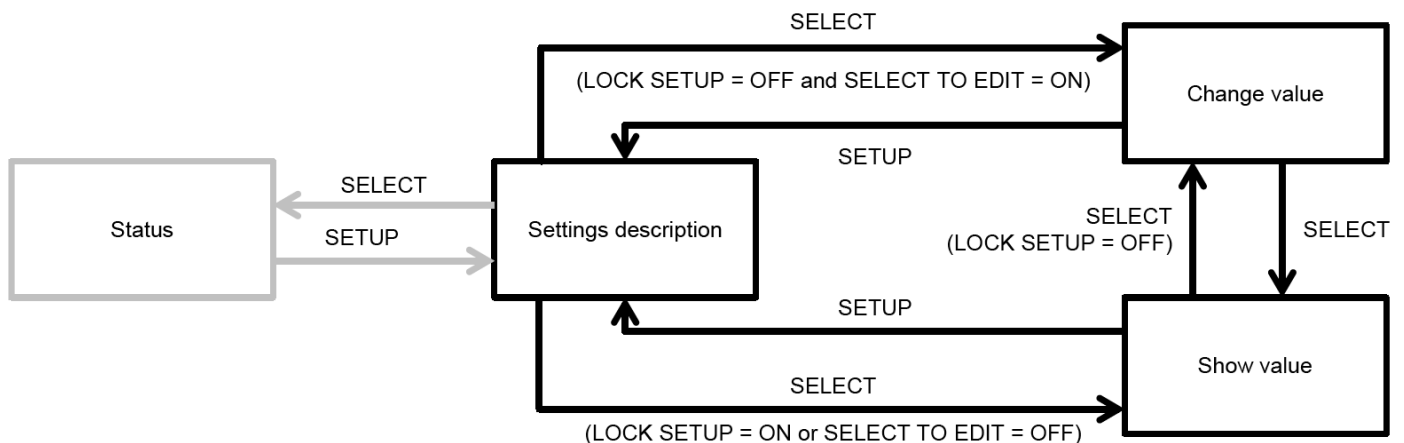 SELECT
(LOCK SETUP = OFF and SELECT TO EDIT = ON)
Change value
SETUP
SELECT
Status
Settings description
SETUP
SELECT
(LOCK SETUP = OFF)
SELECT
SETUP
Show value
SELECT
(LOCK SETUP = ON or SELECT TO EDIT = OFF)